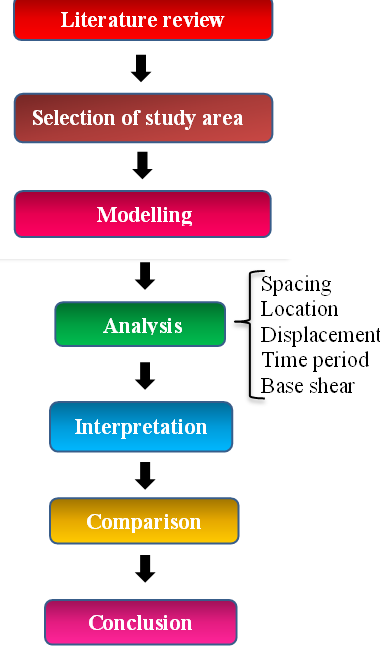 Literature review
Selection of study area
Modelling
Analysis
Spacing
Location
Displacement
Time period
Base shear
Interpretation
Comparison
Conclusion